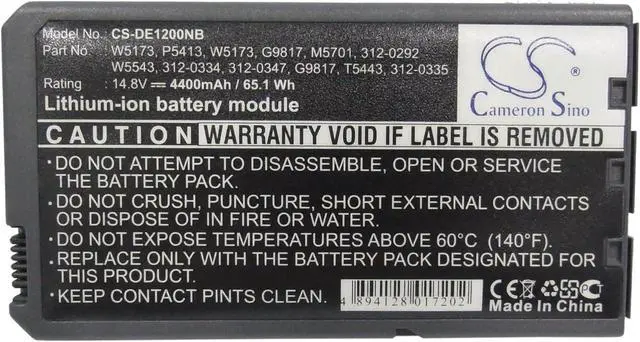 Model No. CS-DE1200NB
Part No. W5173, P5413, W5173, G9817, M5701, 312-0292
W5543, 312-0334, 312-0347, G9817, T5443, 312-0335
Rating : 14.8V ⎓ 4400mAh / 65.1 Wh
Lithium-ion battery module
CS
Cameron Sino
CAUTION WARRANTY VOID IF LABEL IS REMOVED
• DO NOT ATTEMPT TO DISASSEMBLE, OPEN OR SERVICE
THE BATTERY PACK.
• DO NOT CRUSH, PUNCTURE, SHORT EXTERNAL CONTACTS
OR DISPOSE OF IN FIRE OR WATER.
• DO NOT EXPOSE TEMPERATURES ABOVE 60°C (140°F).
• REPLACE ONLY WITH THE BATTERY PACK DESIGNATED FOR
THIS PRODUCT.
• KEEP CONTACT PINTS CLEAN.
4 894128 017202
CE